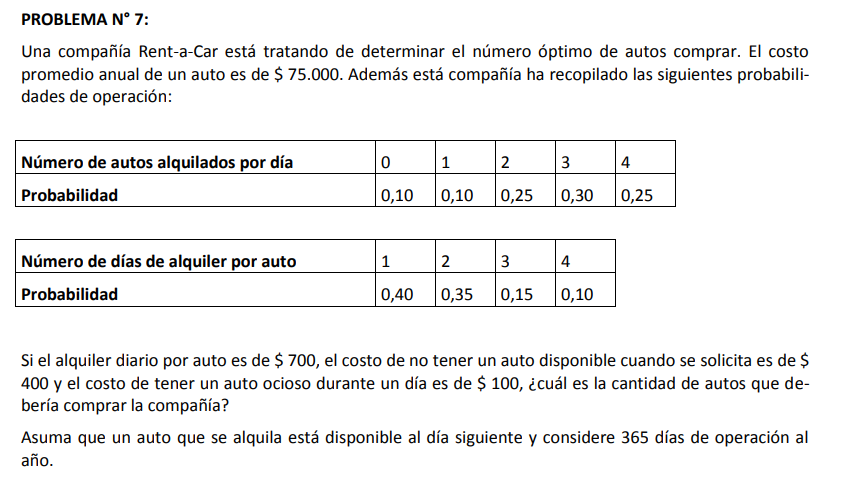 PROBLEMA N° 7:
Una compañía Rent-a-Car está tratando de determinar el número óptimo de autos comprar. El costo
promedio anual de un auto es de $ 75.000. Además está compañía ha recopilado las siguientes probabili-
dades de operación:
Número de autos alquilados por día 0 1 2 3 4
Probabilidad 0,10 0,10 0,25 0,30 0,25
Número de días de alquiler por auto 1 2 3 4
Probabilidad 0,40 0,35 0,15 0,10
Si el alquiler diario por auto es de $ 700, el costo de no tener un auto disponible cuando se solicita es de $
400 y el costo de tener un auto ocioso durante un día es de $ 100, ¿cuál es la cantidad de autos que de-
bería comprar la compañía?
Asuma que un auto que se alquila está disponible al día siguiente y considere 365 días de operación al
año.